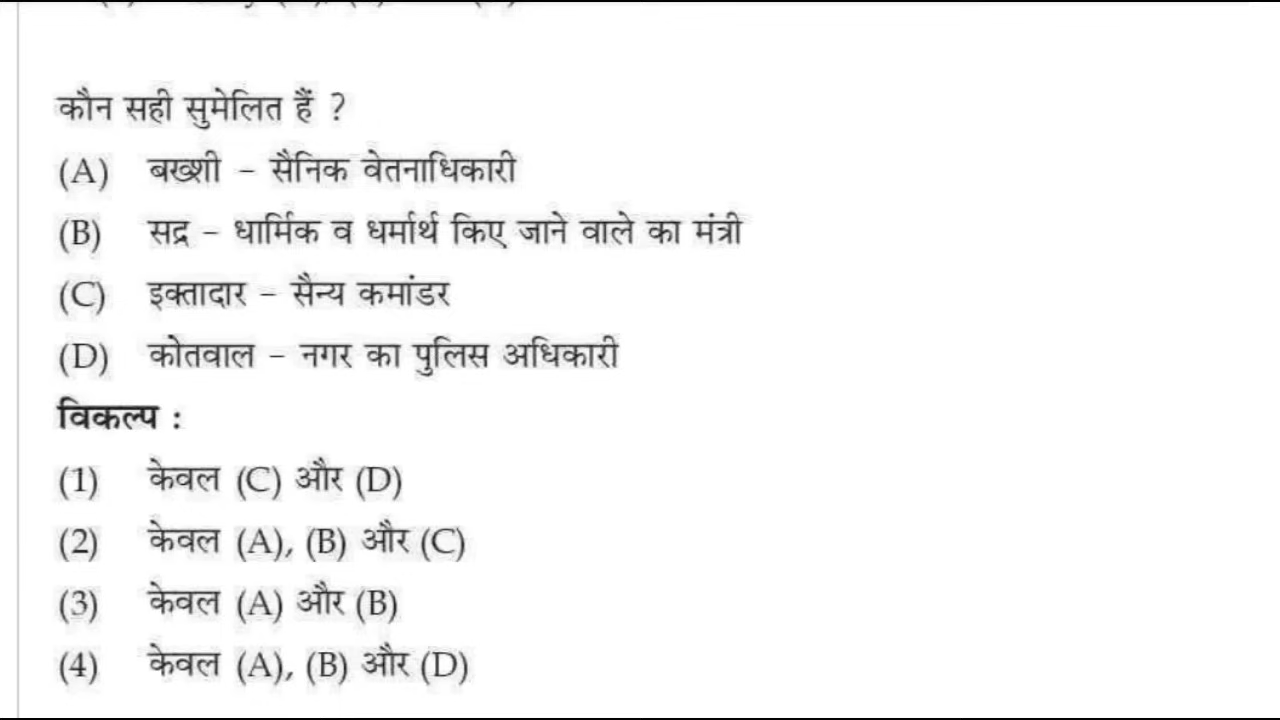 कौन सही सुमेलित हैं ?
(A) बख्शी – सैनिक वेतनाधिकारी
(B) सद्र – धार्मिक व धर्मार्थ किए जाने वाले का मंत्री
(C) इक्तादार – सैन्य कमांडर
(D) कोतवाल – नगर का पुलिस अधिकारी
विकल्प :
(1) केवल (C) और (D)
(2) केवल (A), (B) और (C)
(3) केवल (A) और (B)
(4) केवल (A), (B) और (D)